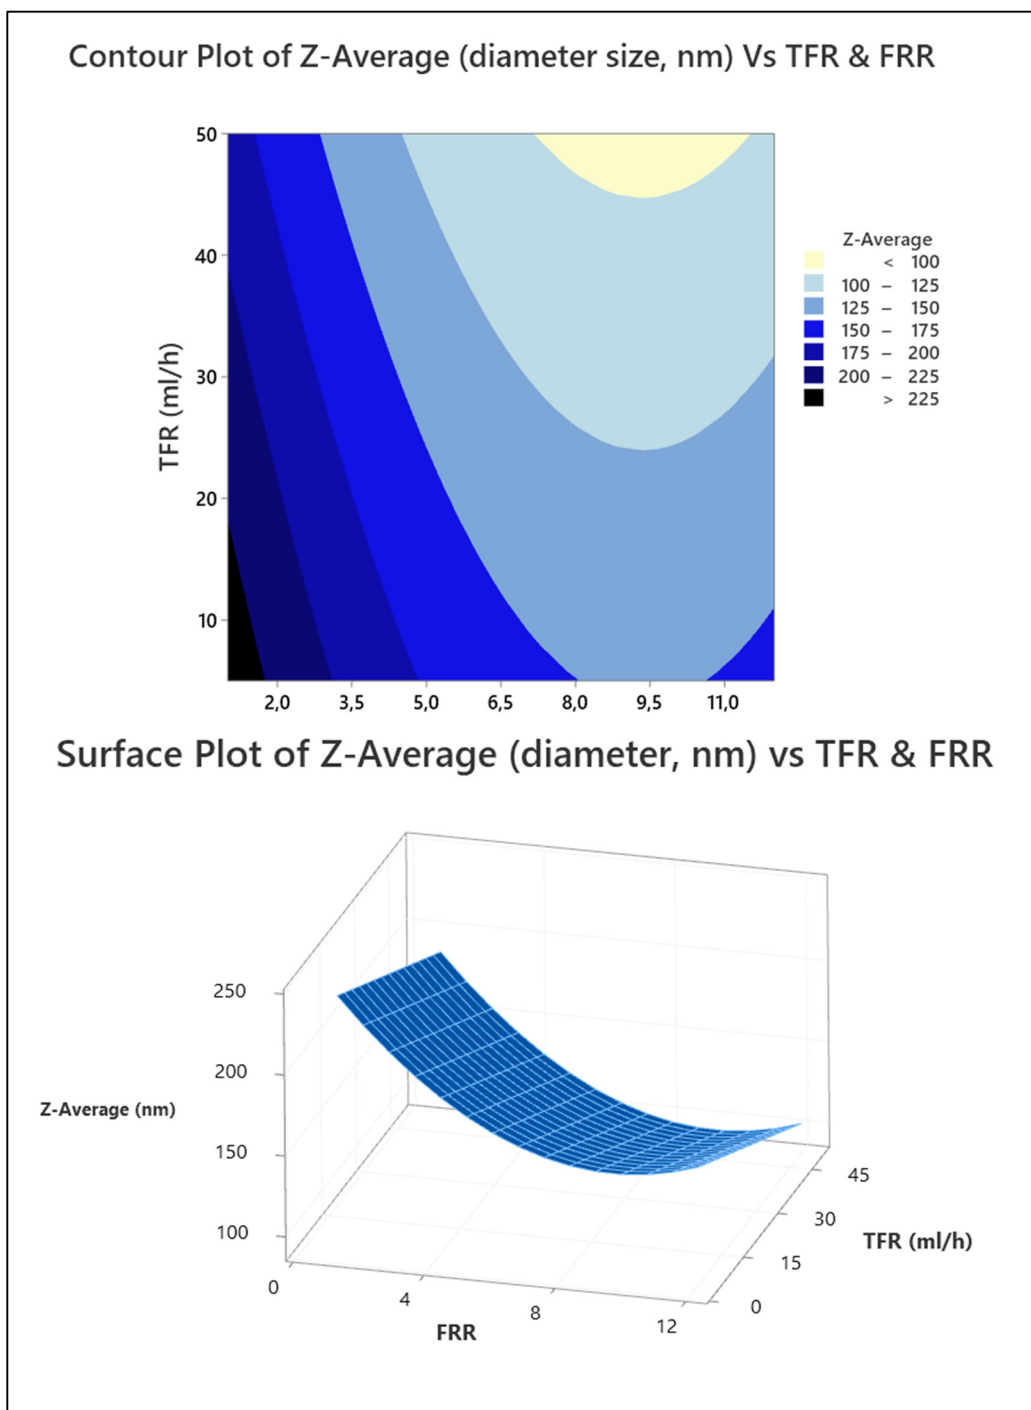 Contour Plot of Z-Average (diameter size, nm) Vs TFR & FRR
50
40
30
20
10
TFR (ml/h)
2,0 3,5 5,0 6,5 8,0 9,5 11,0
Z-Average
< 100
100 – 125
125 – 150
150 – 175
175 – 200
200 – 225
> 225
Surface Plot of Z-Average (diameter, nm) vs TFR & FRR
250
200
150
100
Z-Average (nm)
0 4 8 12
FRR
45
30
15
0
TFR (ml/h)